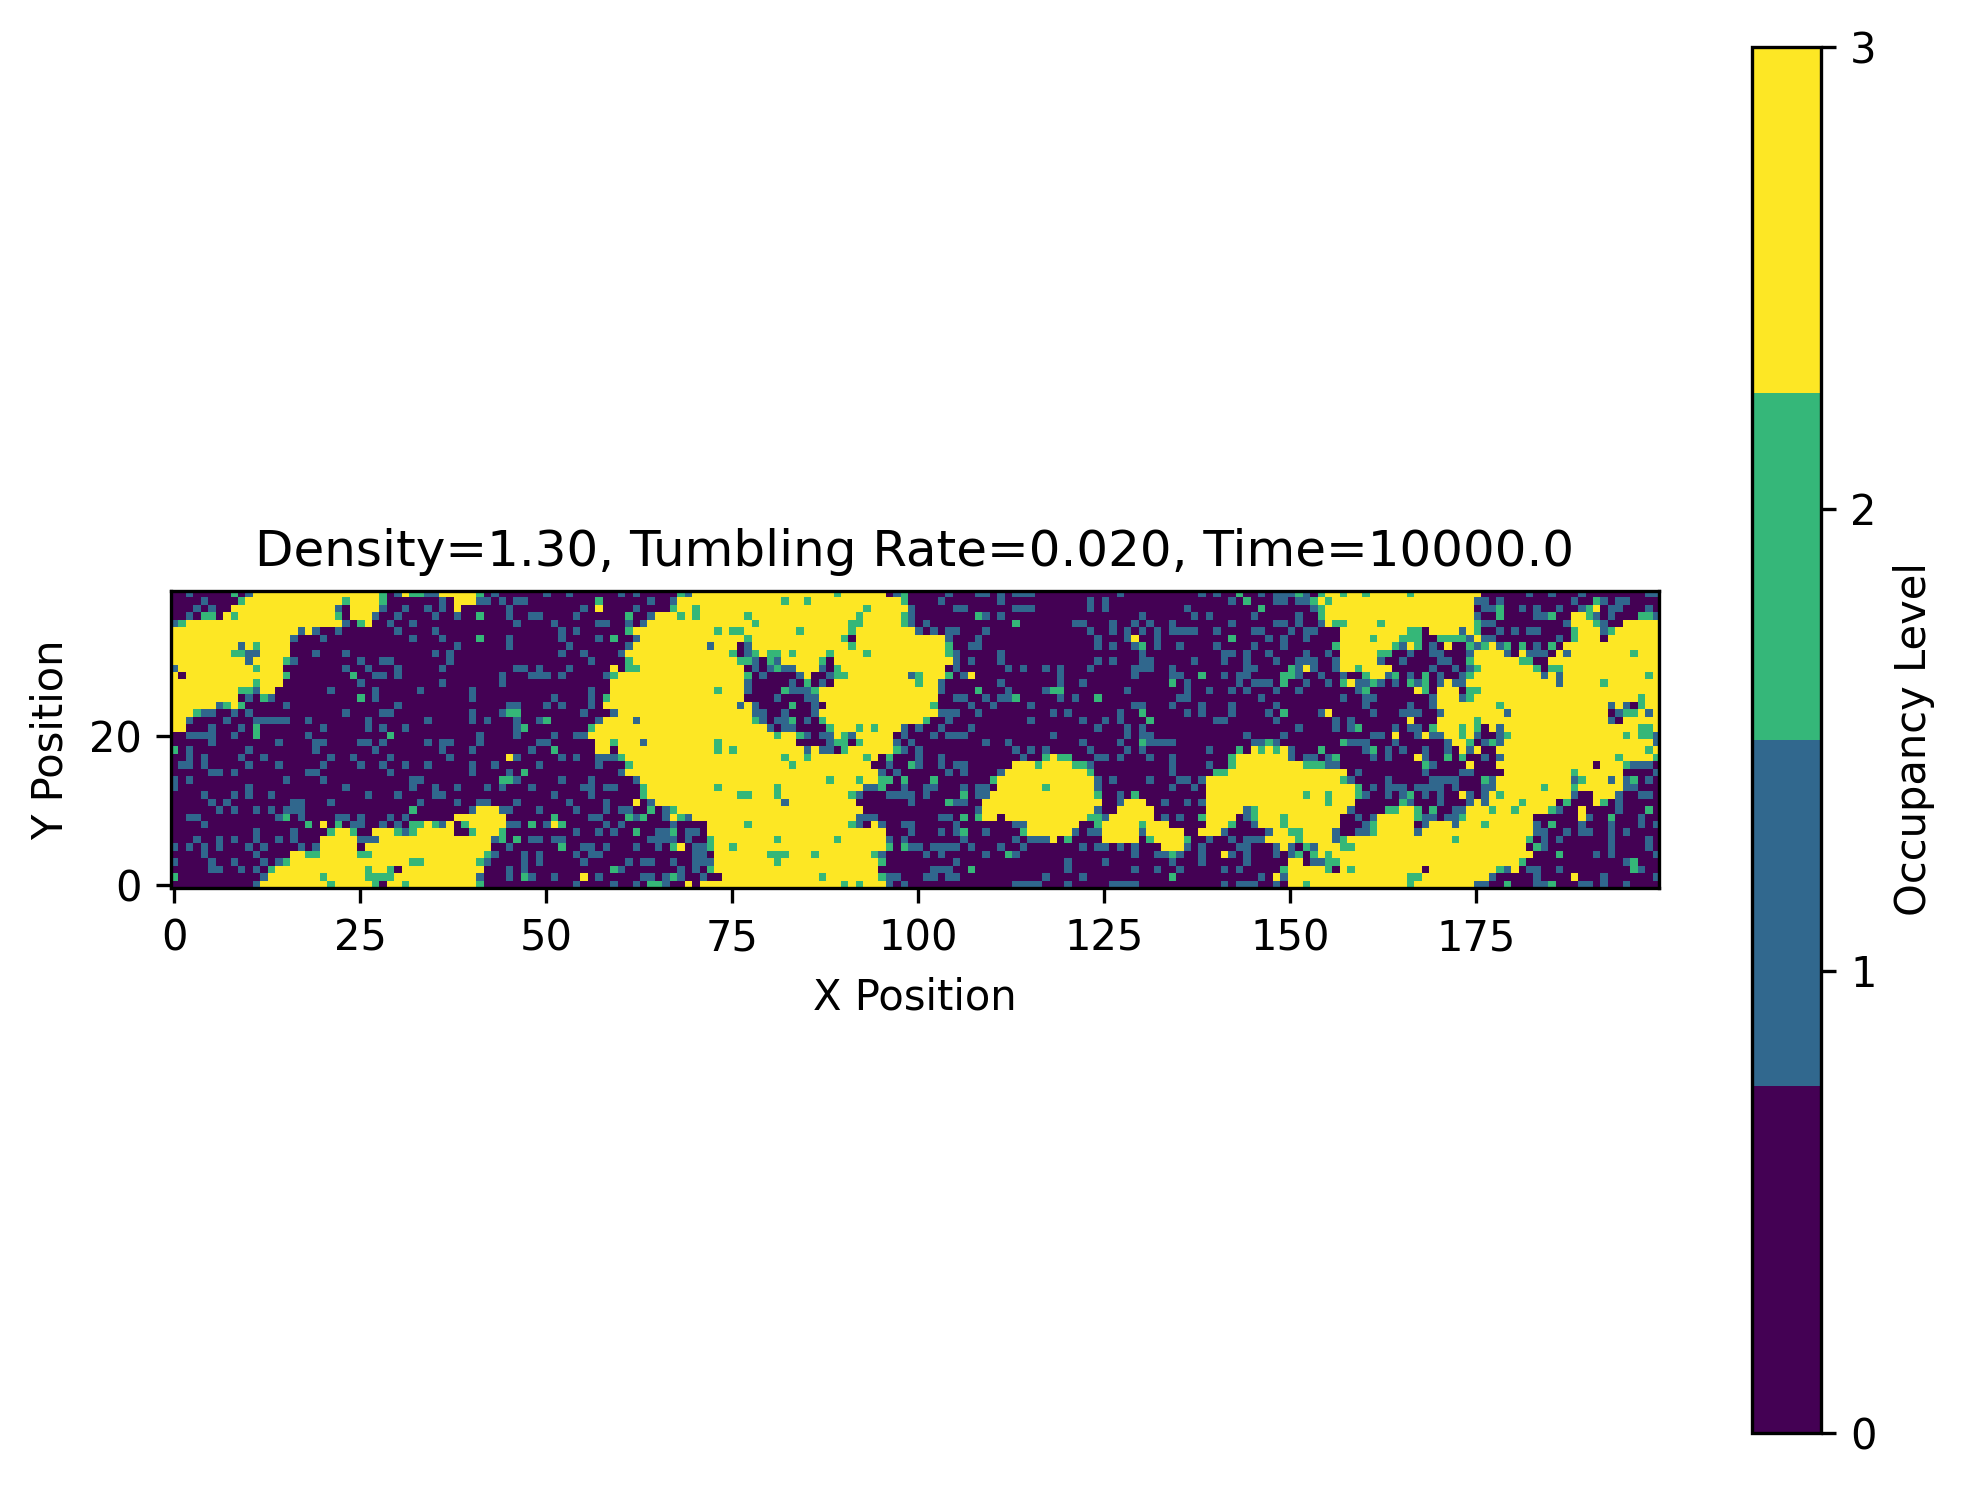 Density=1.30, Tumbling Rate=0.020, Time=10000.0
Y Position
20
0
0 25 50 75 100 125 150 175
X Position
3
2
1
0
Occupancy Level